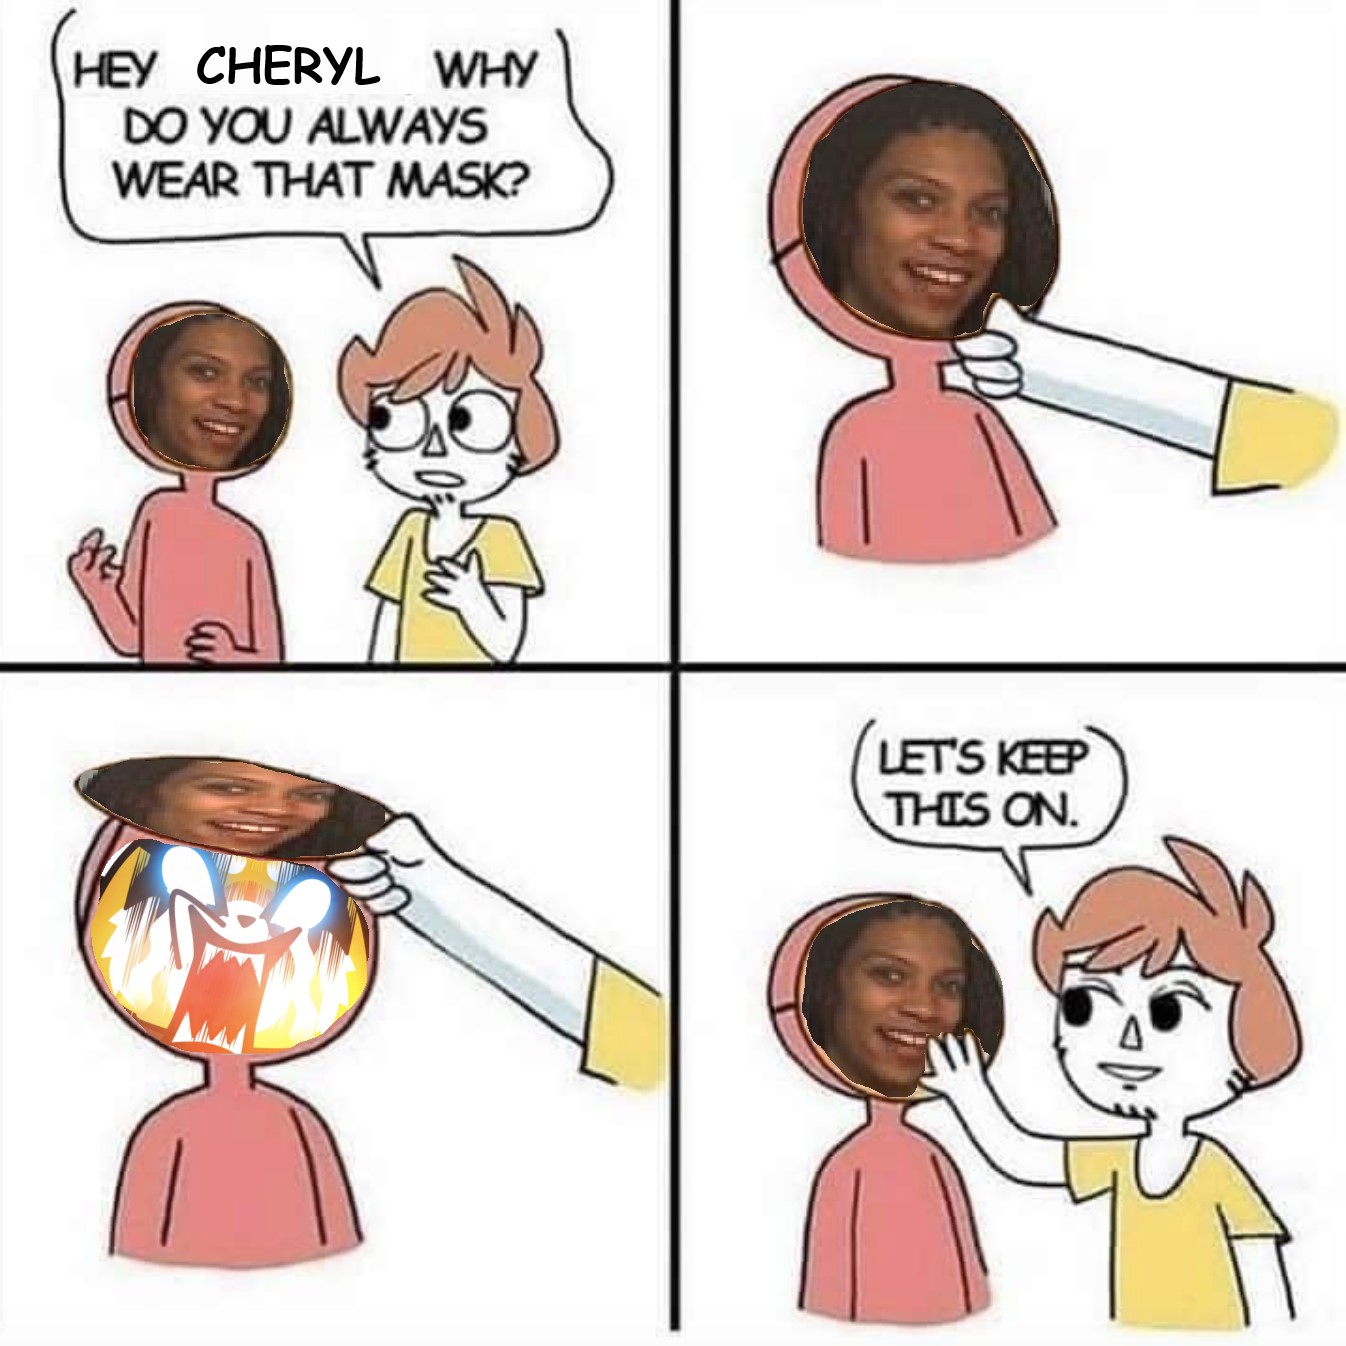 HEY CHERYL WHY
DO YOU ALWAYS
WEAR THAT MASK?
LET'S KEEP
THIS ON.